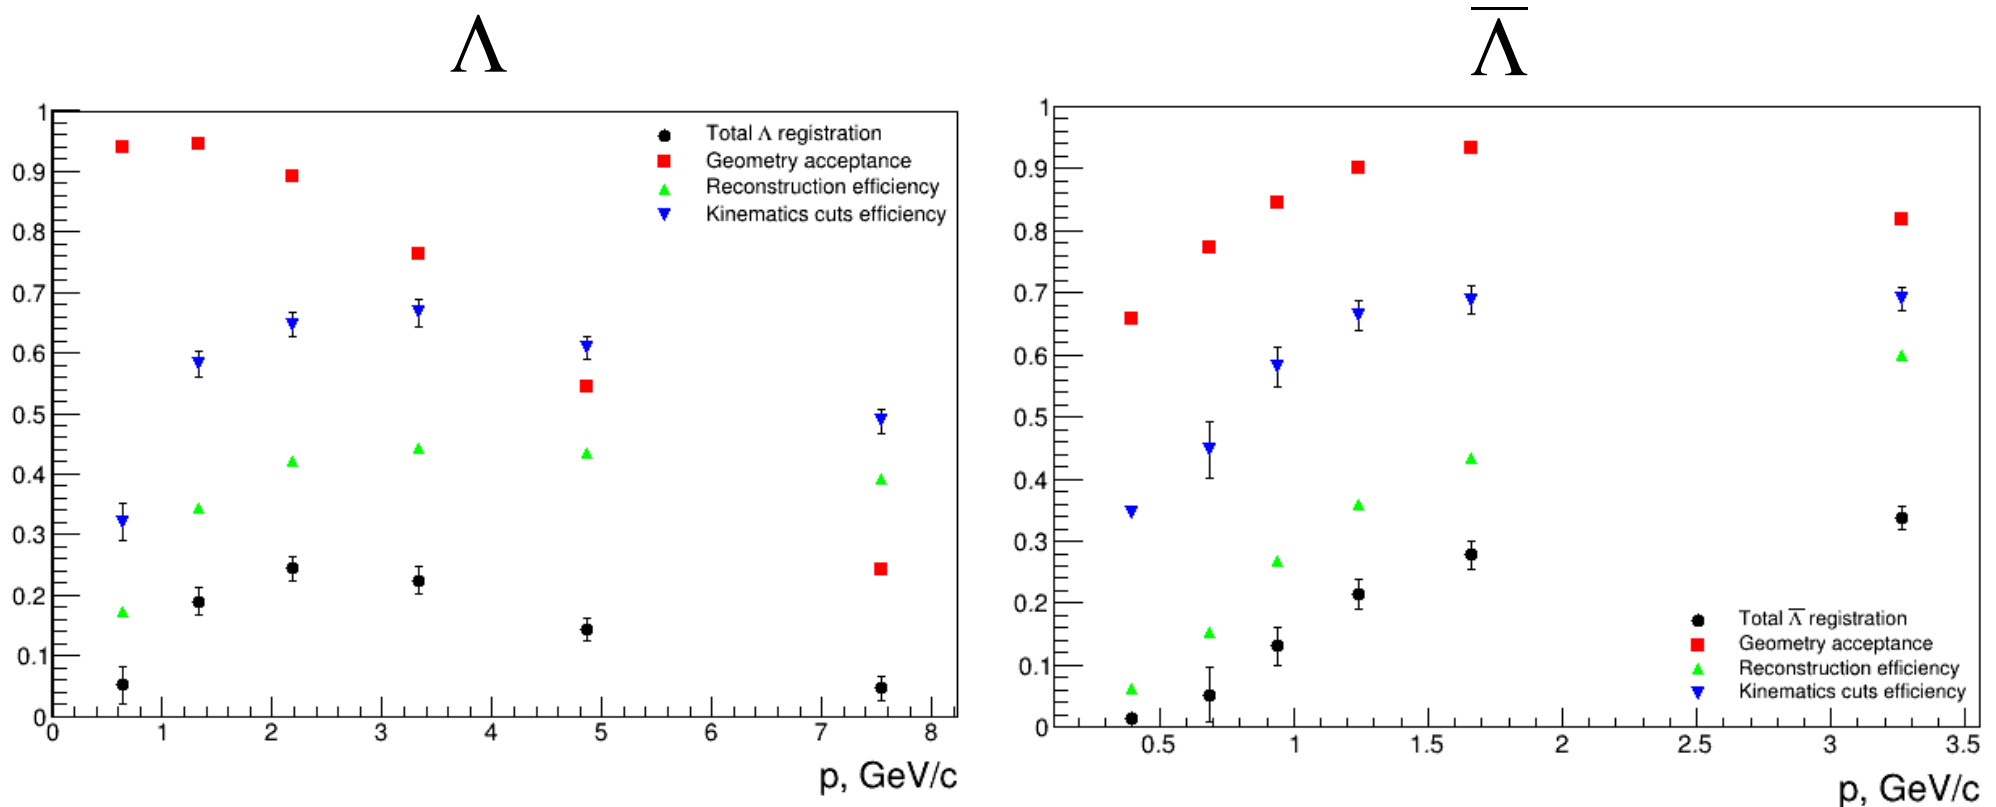 Λ
Λ̅
1
0.9
0.8
0.7
0.6
0.5
0.4
0.3
0.2
0.1
0
0 1 2 3 4 5 6 7 8
p, GeV/c
Total Λ registration
Geometry acceptance
Reconstruction efficiency
Kinematics cuts efficiency
1
0.9
0.8
0.7
0.6
0.5
0.4
0.3
0.2
0.1
0
0.5 1 1.5 2 2.5 3 3.5
p, GeV/c
Total Λ̅ registration
Geometry acceptance
Reconstruction efficiency
Kinematics cuts efficiency